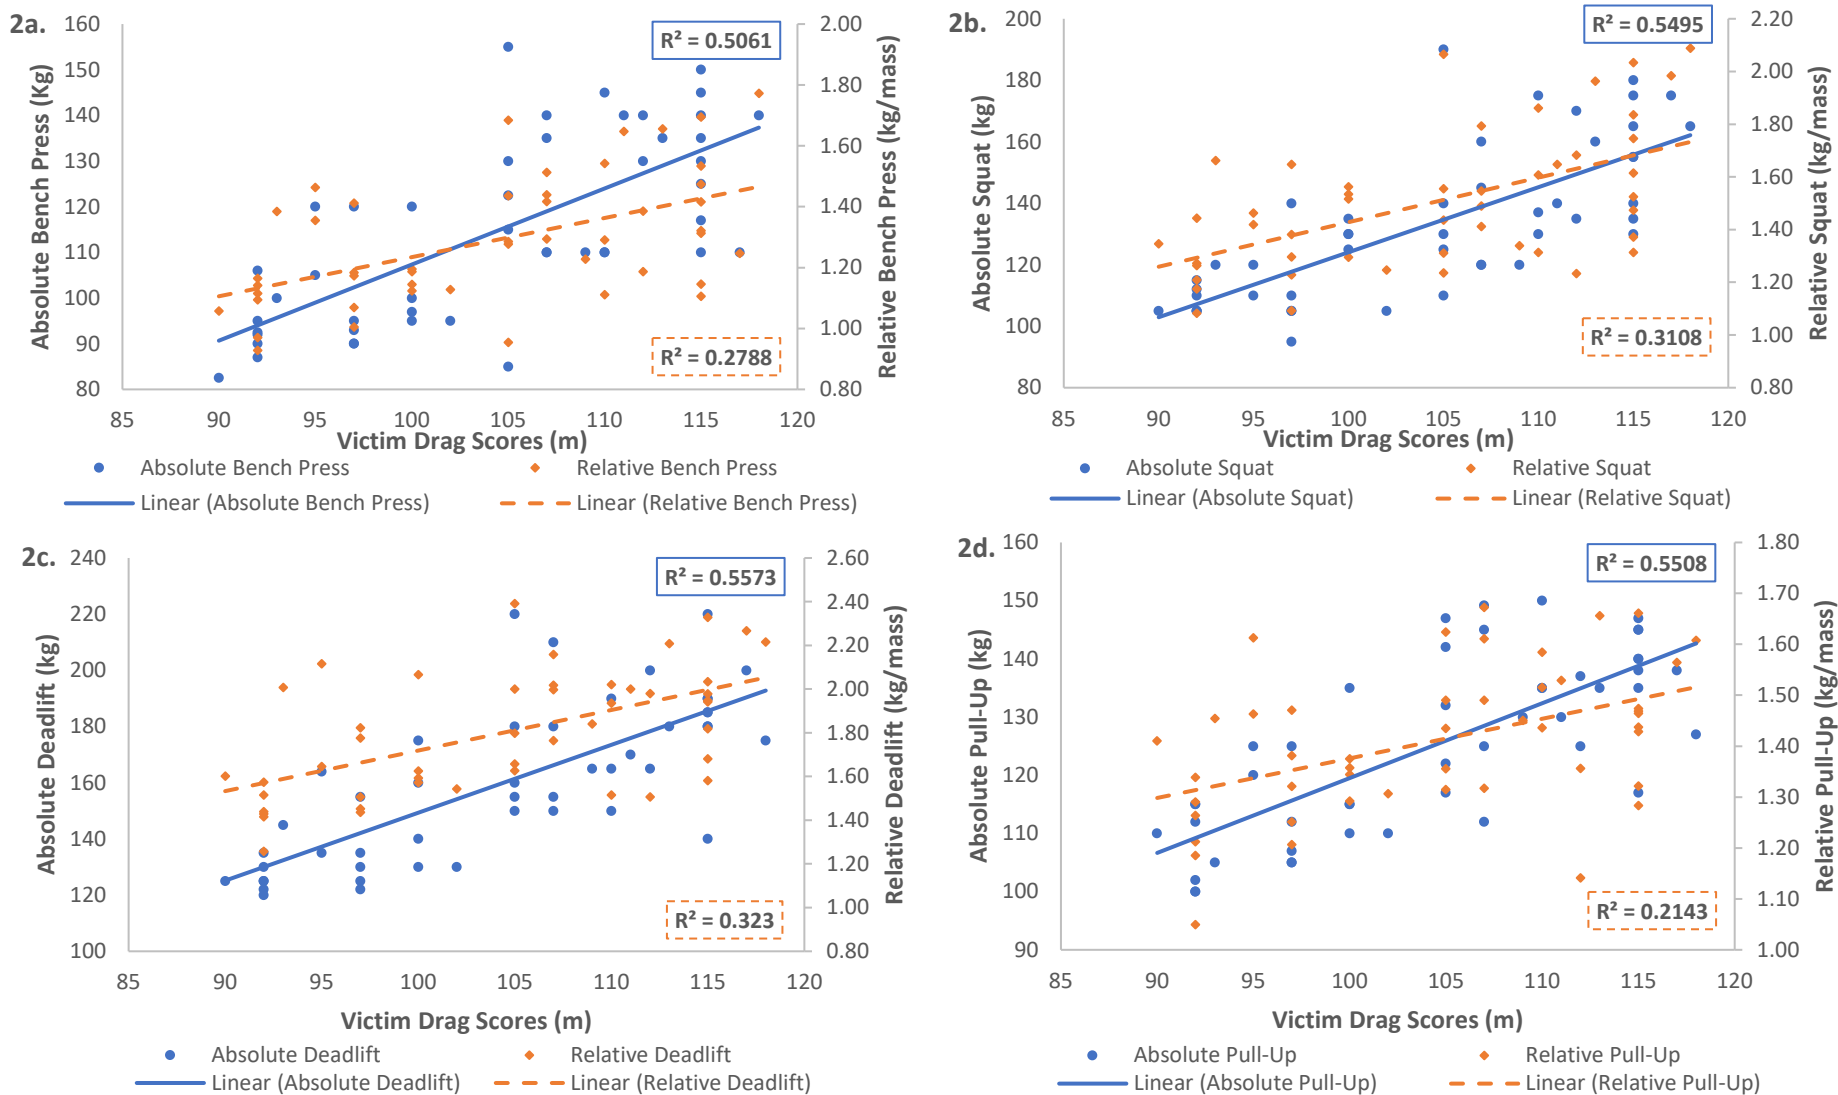 2a.
R² = 0.5061
Absolute Bench Press (Kg)
160
150
140
130
120
110
100
90
80
2.00
1.80
1.60
1.40
1.20
1.00
0.80
Relative Bench Press (kg/mass)
R² = 0.2788
85 90 95 100 105 110 115 120
Victim Drag Scores (m)
Absolute Bench Press Relative Bench Press
Linear (Absolute Bench Press) Linear (Relative Bench Press)
2b.
R² = 0.5495
Absolute Squat (kg)
200
180
160
140
120
100
80
2.20
2.00
1.80
1.60
1.40
1.20
1.00
0.80
Relative Squat (kg/mass)
R² = 0.3108
85 90 95 100 105 110 115 120
Victim Drag Scores (m)
Absolute Squat Relative Squat
Linear (Absolute Squat) Linear (Relative Squat)
2c.
R² = 0.5573
Absolute Deadlift (kg)
240
220
200
180
160
140
120
100
2.60
2.40
2.20
2.00
1.80
1.60
1.40
1.20
1.00
0.80
Relative Deadlift (kg/mass)
R² = 0.323
85 90 95 100 105 110 115 120
Victim Drag Scores (m)
Absolute Deadlift Relative Deadlift
Linear (Absolute Deadlift) Linear (Relative Deadlift)
2d.
R² = 0.5508
Absolute Pull-Up (kg)
160
150
140
130
120
110
100
90
1.80
1.70
1.60
1.50
1.40
1.30
1.20
1.10
1.00
Relative Pull-Up (kg/mass)
R² = 0.2143
85 90 95 100 105 110 115 120
Victim Drag Scores (m)
Absolute Pull-Up Relative Pull-Up
Linear (Absolute Pull-Up) Linear (Relative Pull-Up)